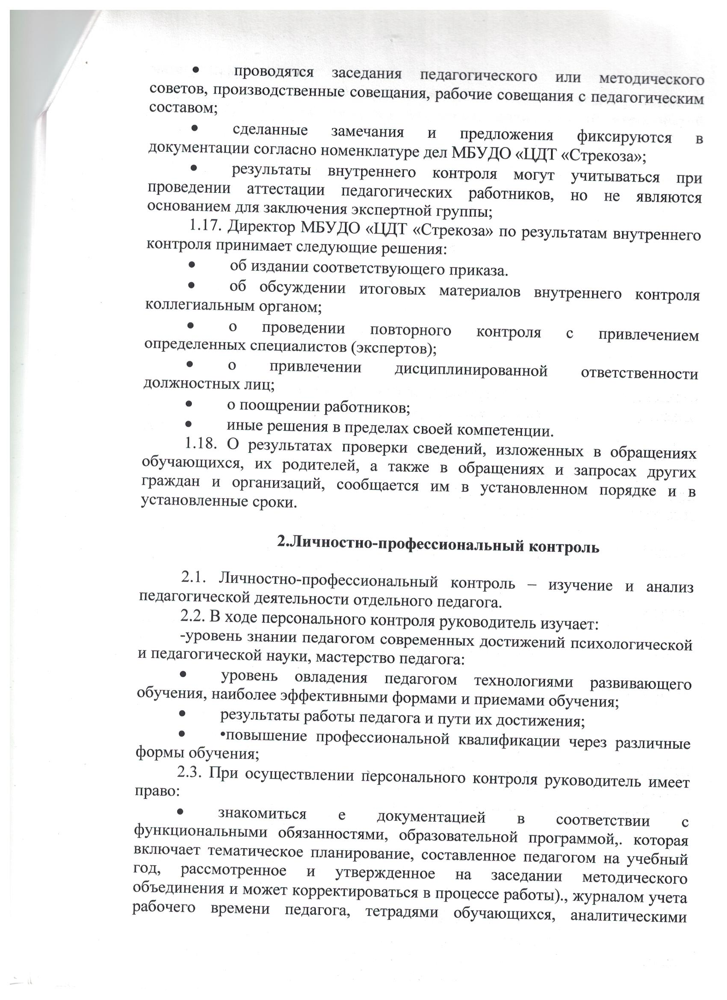 • проводятся заседания педагогического или методического
советов, производственные совещания, рабочие совещания с педагогическим
составом;
• сделанные замечания и предложения фиксируются в
документации согласно номенклатуре дел МБУДО «ЦДТ «Стрекоза»;
• результаты внутреннего контроля могут учитываться при
проведении аттестации педагогических работников, но не являются
основанием для заключения экспертной группы;
1.17. Директор МБУДО «ЦДТ «Стрекоза» по результатам внутреннего
контроля принимает следующие решения:
• об издании соответствующего приказа.
• об обсуждении итоговых материалов внутреннего контроля
коллегиальным органом;
• о проведении повторного контроля с привлечением
определенных специалистов (экспертов);
• о привлечении дисциплинированной ответственности
должностных лиц;
• о поощрении работников;
• иные решения в пределах своей компетенции.
1.18. О результатах проверки сведений, изложенных в обращениях
обучающихся, их родителей, а также в обращениях и запросах других
граждан и организаций, сообщается им в установленном порядке и в
установленные сроки.
2.Личностно-профессиональный контроль
2.1. Личностно-профессиональный контроль – изучение и анализ
педагогической деятельности отдельного педагога.
2.2. В ходе персонального контроля руководитель изучает:
-уровень знании педагогом современных достижений психологической
и педагогической науки, мастерство педагога:
• уровень овладения педагогом технологиями развивающего
обучения, наиболее эффективными формами и приемами обучения;
• результаты работы педагога и пути их достижения;
• •повышение профессиональной квалификации через различные
формы обучения;
2.3. При осуществлении персонального контроля руководитель имеет
право:
• знакомиться е документацией в соответствии с
функциональными обязанностями, образовательной программой,. которая
включает тематическое планирование, составленное педагогом на учебный
год, рассмотренное и утвержденное на заседании методического
объединения и может корректироваться в процессе работы)., журналом учета
рабочего времени педагога, тетрадями обучающихся, аналитическими